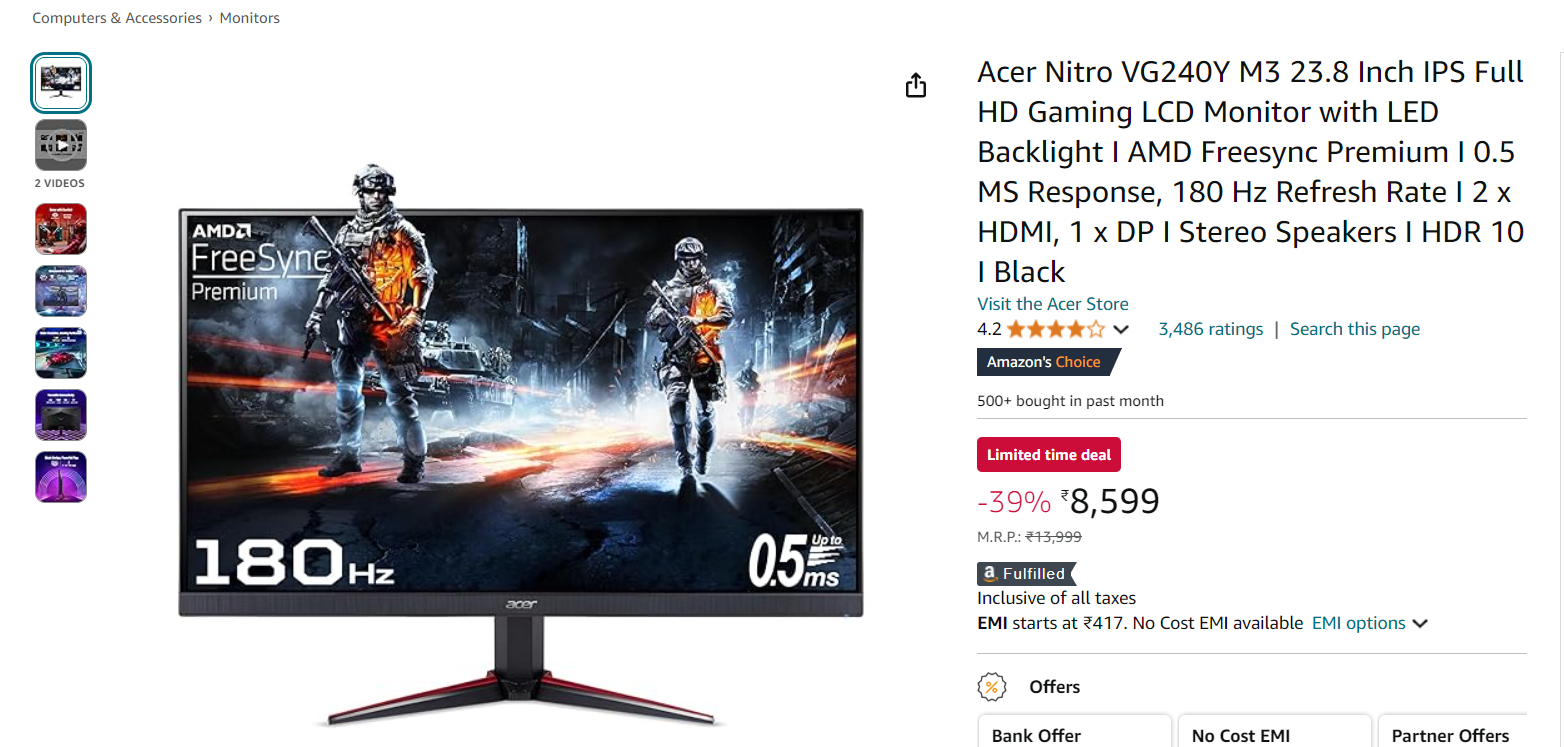 Computers & Accessories › Monitors
2 VIDEOS
AMD
FreeSync
Premium
180Hz
0.5
Up to
ms
acer
Acer Nitro VG240Y M3 23.8 Inch IPS Full
HD Gaming LCD Monitor with LED
Backlight I AMD Freesync Premium I 0.5
MS Response, 180 Hz Refresh Rate I 2 x
HDMI, 1 x DP I Stereo Speakers I HDR 10
I Black
Visit the Acer Store
4.2 3,486 ratings | Search this page
Amazon's Choice
500+ bought in past month
Limited time deal
-39% ₹8,599
M.R.P.: ₹13,999
a Fulfilled
Inclusive of all taxes
EMI starts at ₹417. No Cost EMI available EMI options
% Offers
Bank Offer No Cost EMI Partner Offers